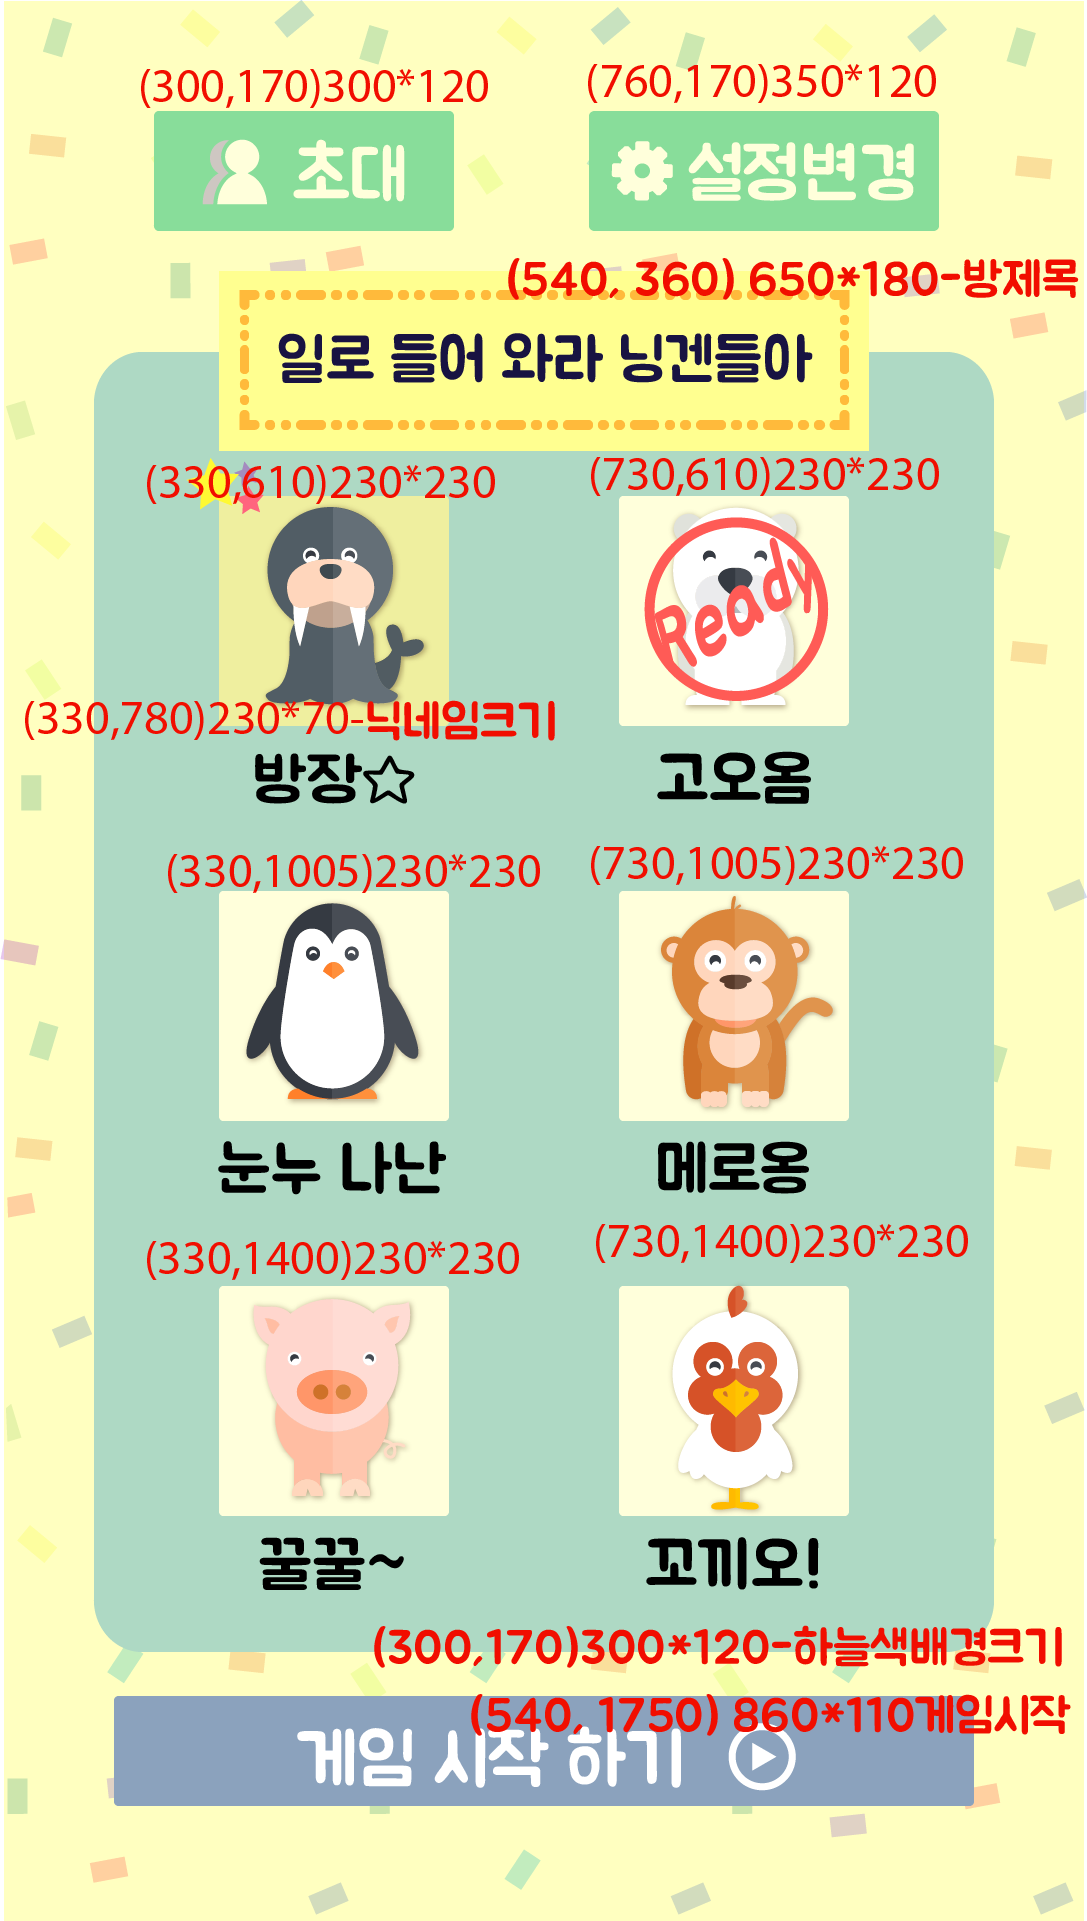 (300,170)300*120
(760,170)350*120
초대
설정변경
(540, 360) 650*180-방제목
일로 들어 와라 닝겐들아
(330,610)230*230
(730,610)230*230
Ready
(330,780)230*70-닉네임크기
방장☆
고오옴
(330,1005)230*230
(730,1005)230*230
눈누 나난
메로옹
(330,1400)230*230
(730,1400)230*230
꿀꿀~
꼬끼오!
(300,170)300*120-하늘색배경크기
(540, 1750) 860*110게임시작
게임 시작 하기